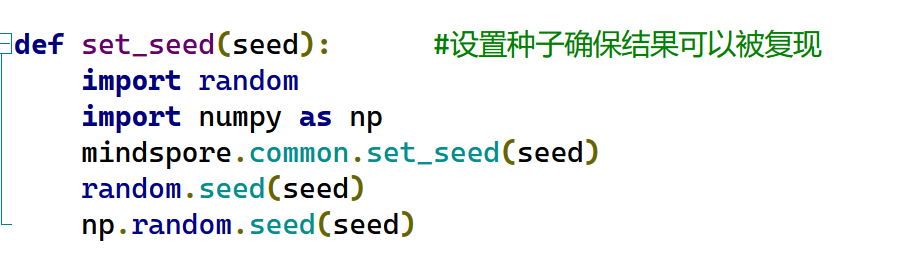 def set_seed(seed):        #设置种子确保结果可以被复现
    import random
    import numpy as np
    mindspore.common.set_seed(seed)
    random.seed(seed)
    np.random.seed(seed)